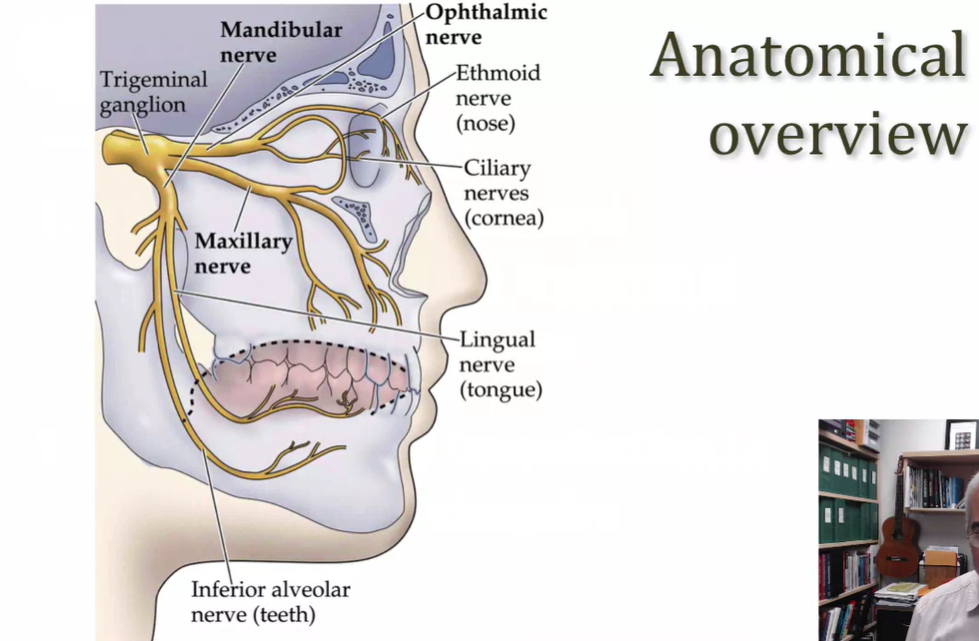 Anatomical
overview
Ophthalmic
nerve
Mandibular
nerve
Trigeminal
ganglion
Ethmoid
nerve
(nose)
Ciliary
nerves
(cornea)
Maxillary
nerve
Lingual
nerve
(tongue)
Inferior alveolar
nerve (teeth)